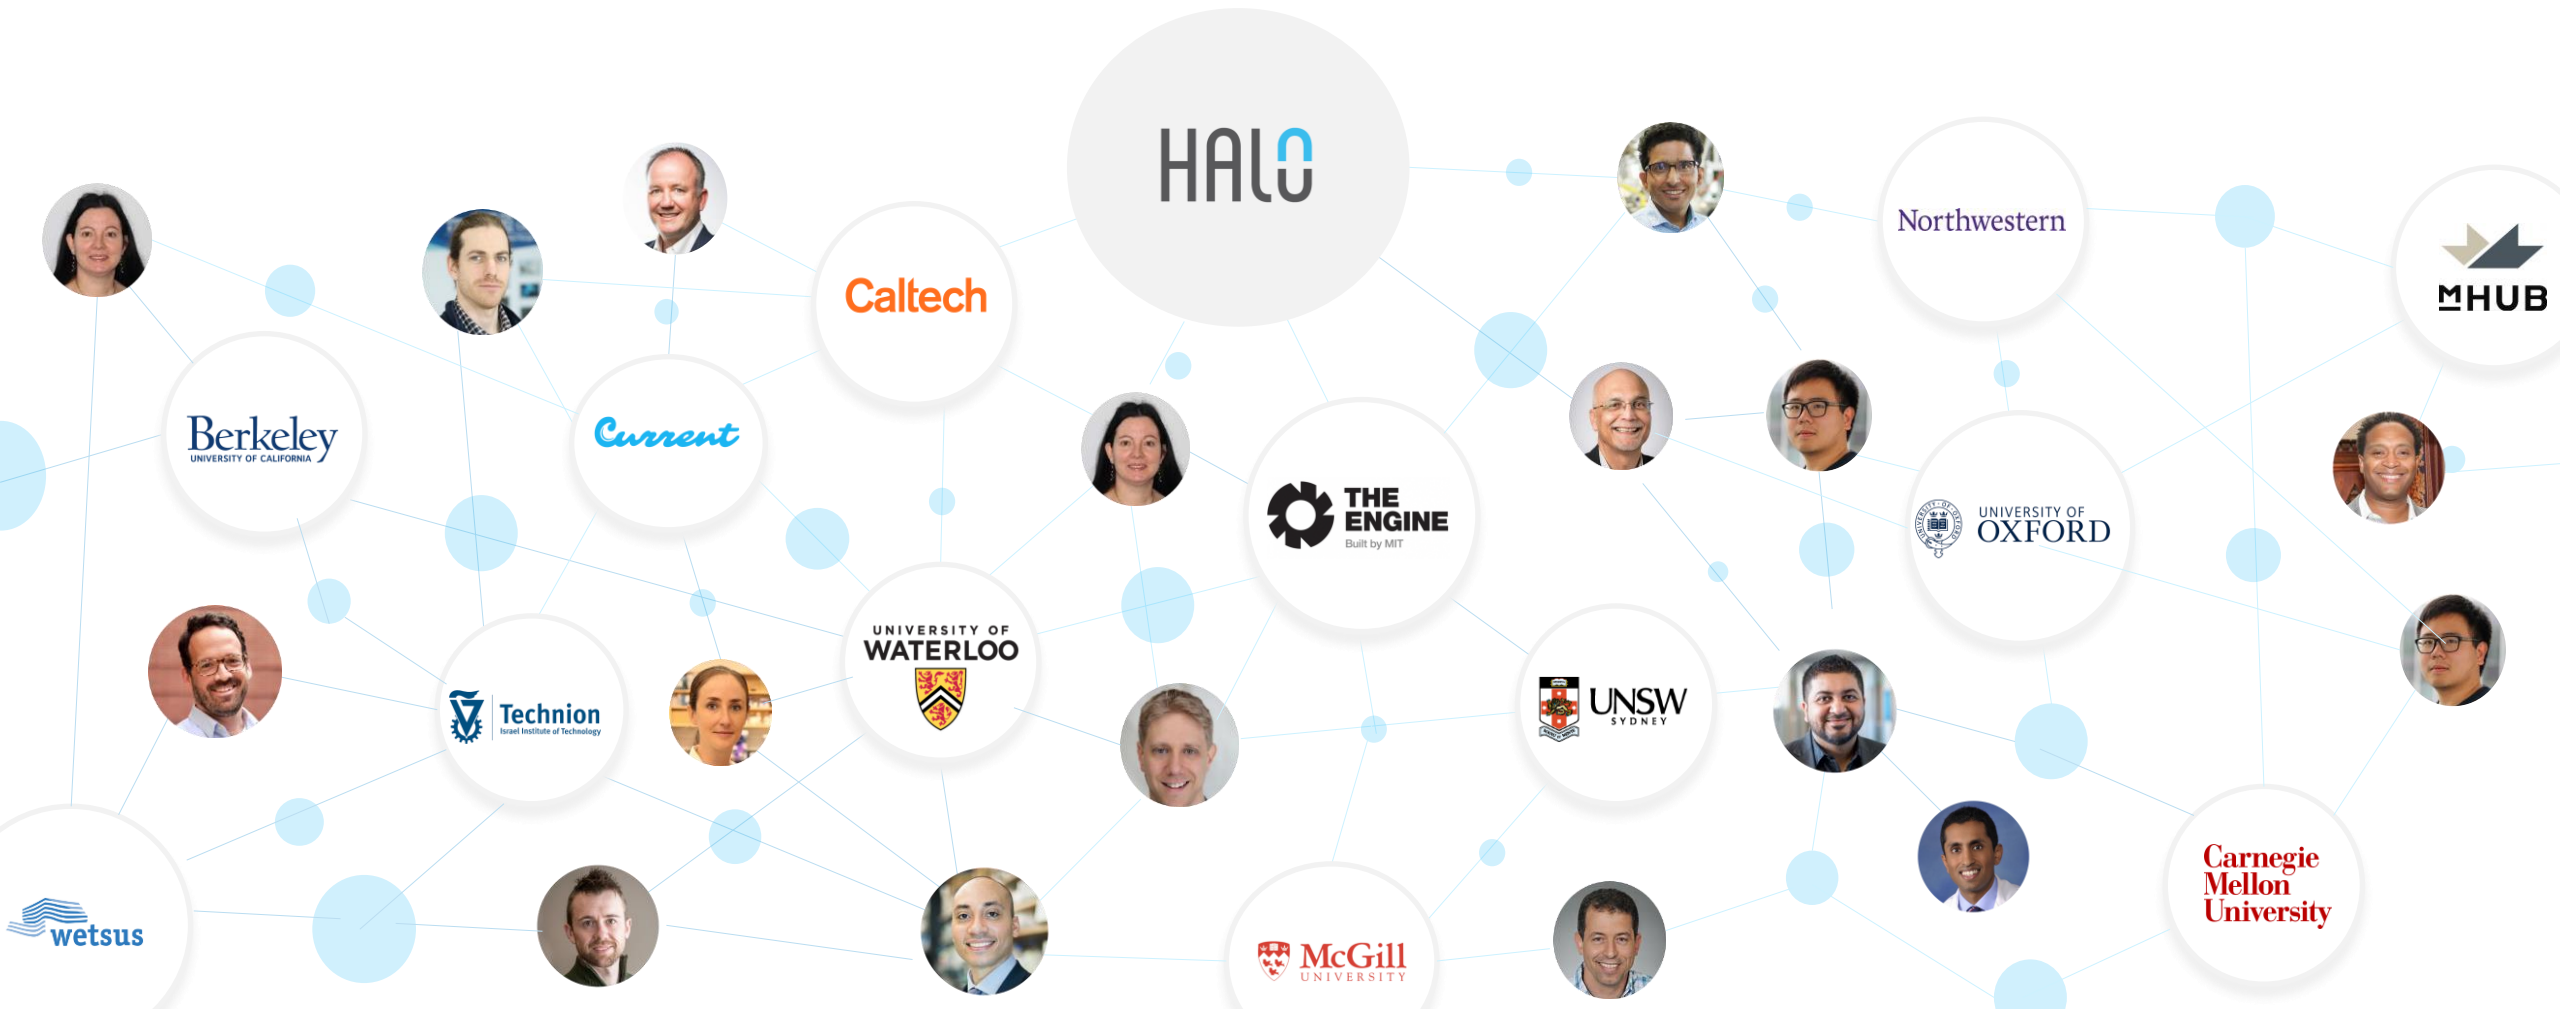 HALO
Northwestern
MHUB
Caltech
Berkeley
UNIVERSITY OF CALIFORNIA
Current
THE
ENGINE
Built by MIT
UNIVERSITY OF
OXFORD
UNIVERSITY OF
WATERLOO
Technion
Israel Institute of Technology
UNSW
SYDNEY
Carnegie
Mellon
University
wetsus
McGill
UNIVERSITY